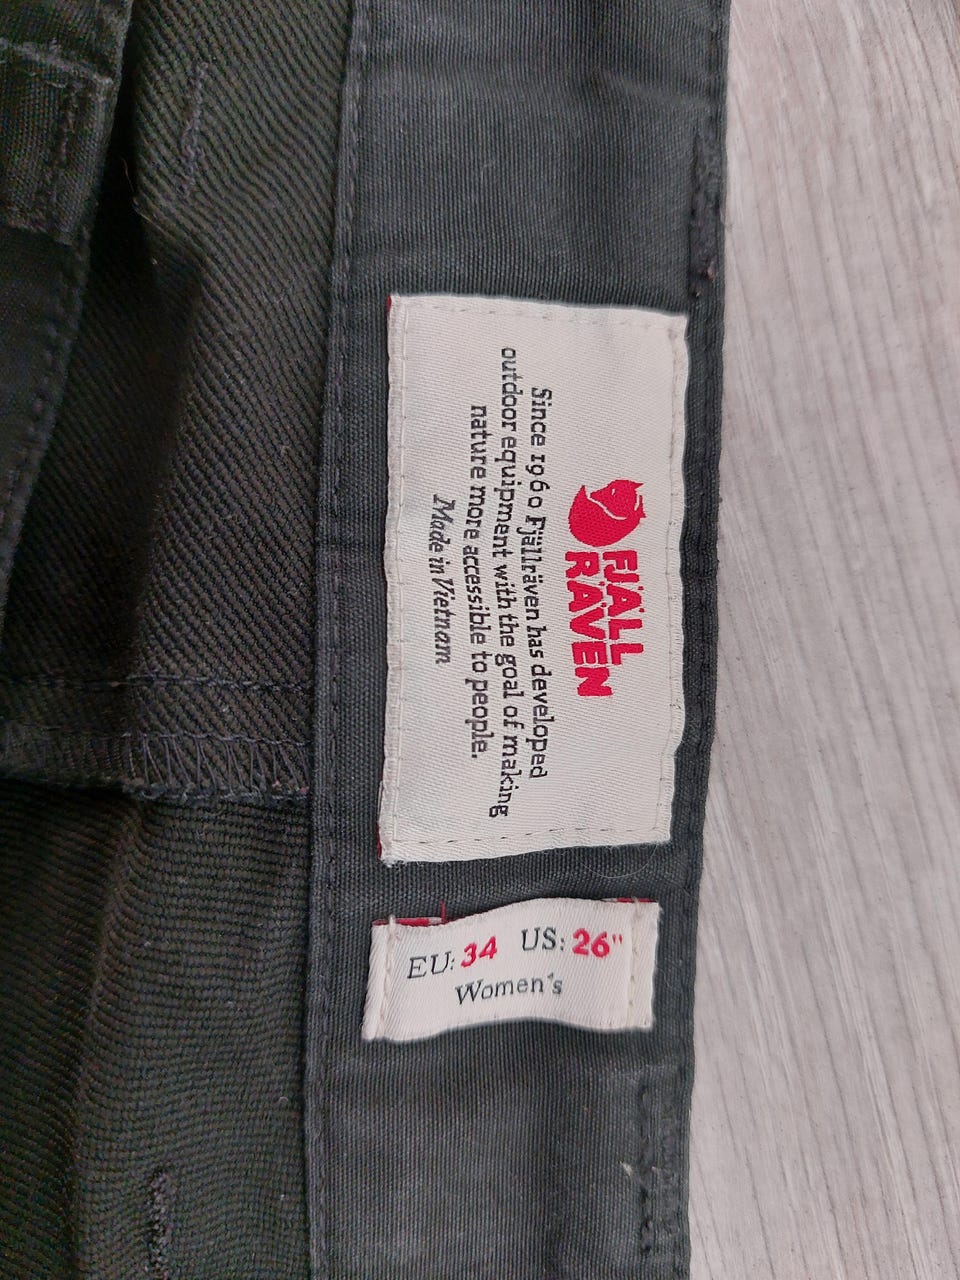 FJÄLL
RÄVEN
Since 1960 Fjällräven has developed
outdoor equipment with the goal of making
nature more accessible to people.
Made in Vietnam
EU: 34 US: 26"
Women's